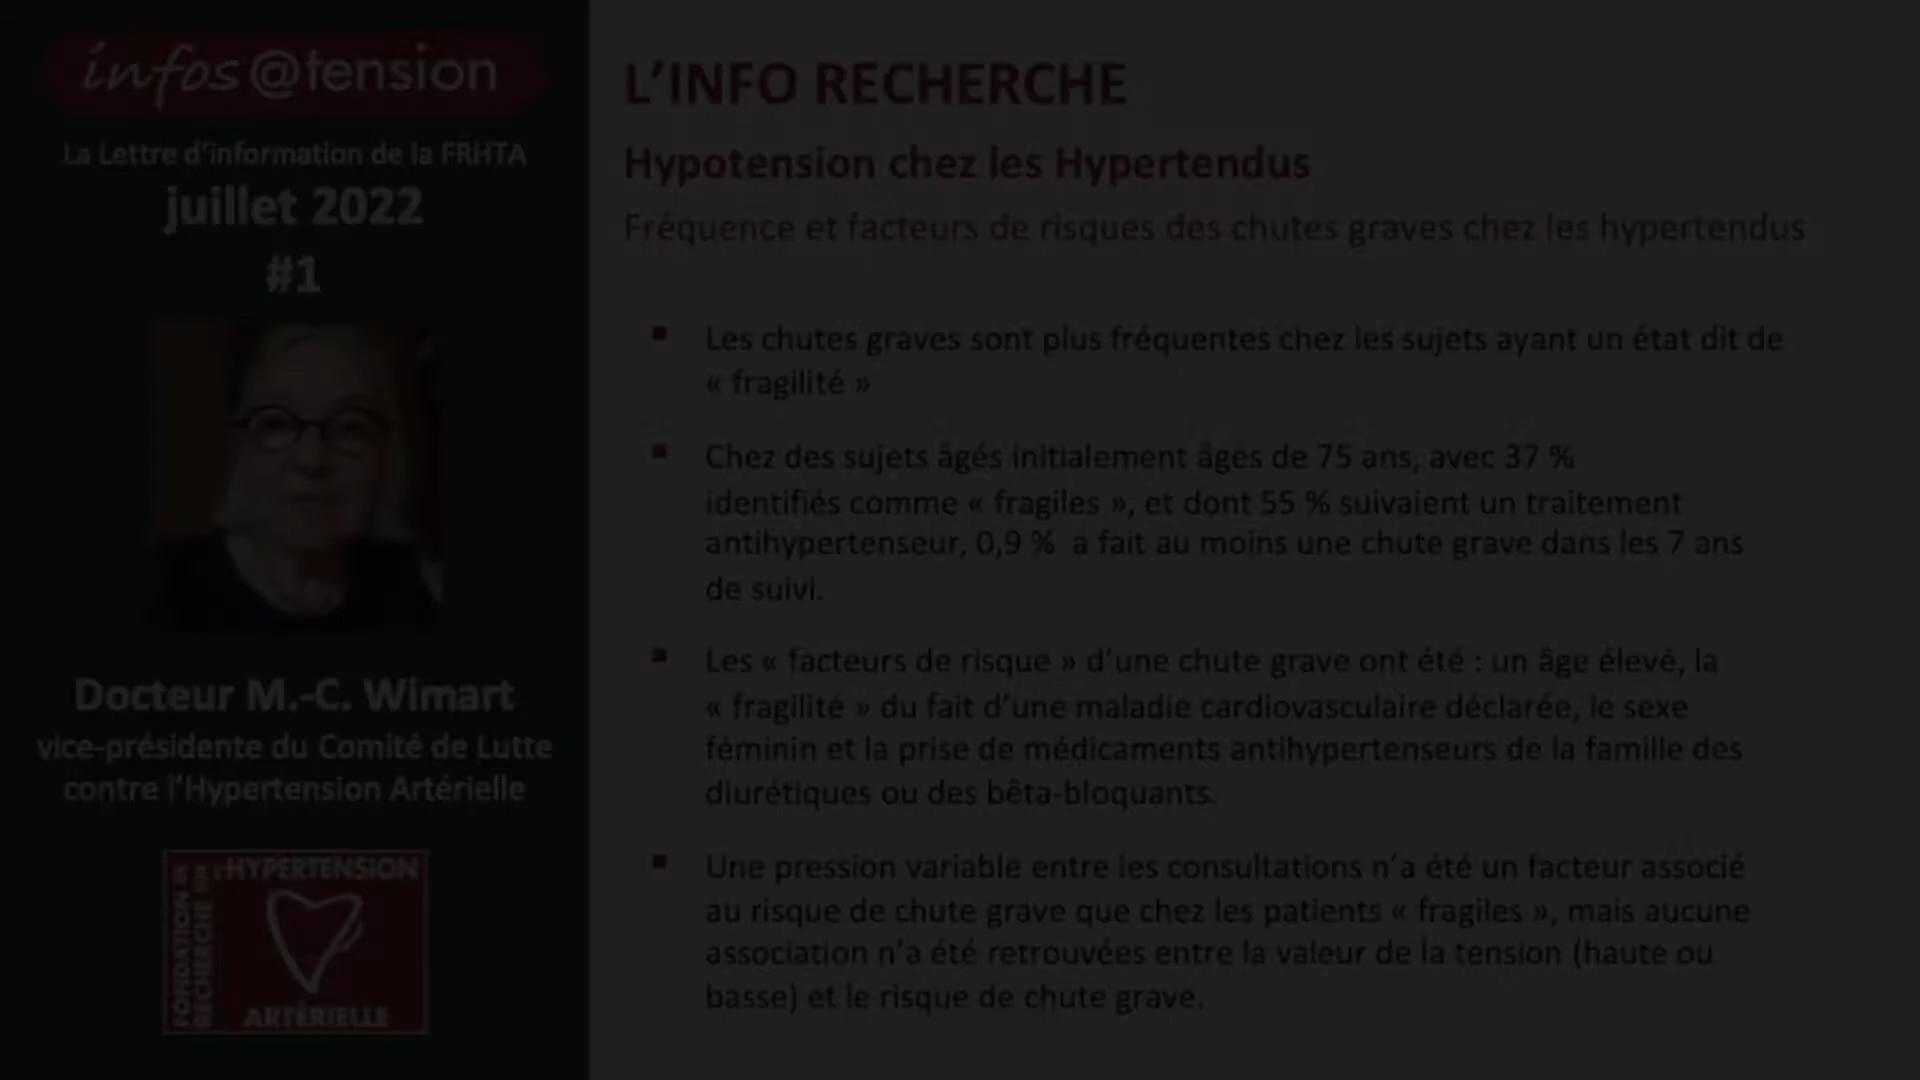 infos@tension
La Lettre d'information de la FRHTA
juillet 2022
#1
Docteur M.-C. Wimart
vice-présidente du Comité de Lutte
contre l'Hypertension Artérielle
FONDATION DE
RECHERCHE SUR
L'HYPERTENSION
ARTÉRIELLE
L'INFO RECHERCHE
Hypotension chez les Hypertendus
Fréquence et facteurs de risques des chutes graves chez les hypertendus
▪ Les chutes graves sont plus fréquentes chez les sujets ayant un état dit de
« fragilité »
▪ Chez des sujets âgés initialement âgés de 75 ans, avec 37 %
identifiés comme « fragiles », et dont 55 % suivaient un traitement
antihypertenseur, 0,9 % a fait au moins une chute grave dans les 7 ans
de suivi.
▪ Les « facteurs de risque » d'une chute grave ont été : un âge élevé, la
« fragilité » du fait d'une maladie cardiovasculaire déclarée, le sexe
féminin et la prise de médicaments antihypertenseurs de la famille des
diurétiques ou des bêta-bloquants.
▪ Une pression variable entre les consultations n'a été un facteur associé
au risque de chute grave que chez les patients « fragiles », mais aucune
association n'a été retrouvées entre la valeur de la tension (haute ou
basse) et le risque de chute grave.